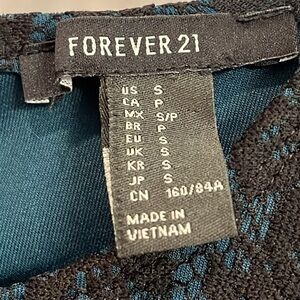 FOREVER 21
US S
CA P
MX S/P
BR P
EU S
UK S
KR S
JP S
CN 160/84A
MADE IN
VIETNAM